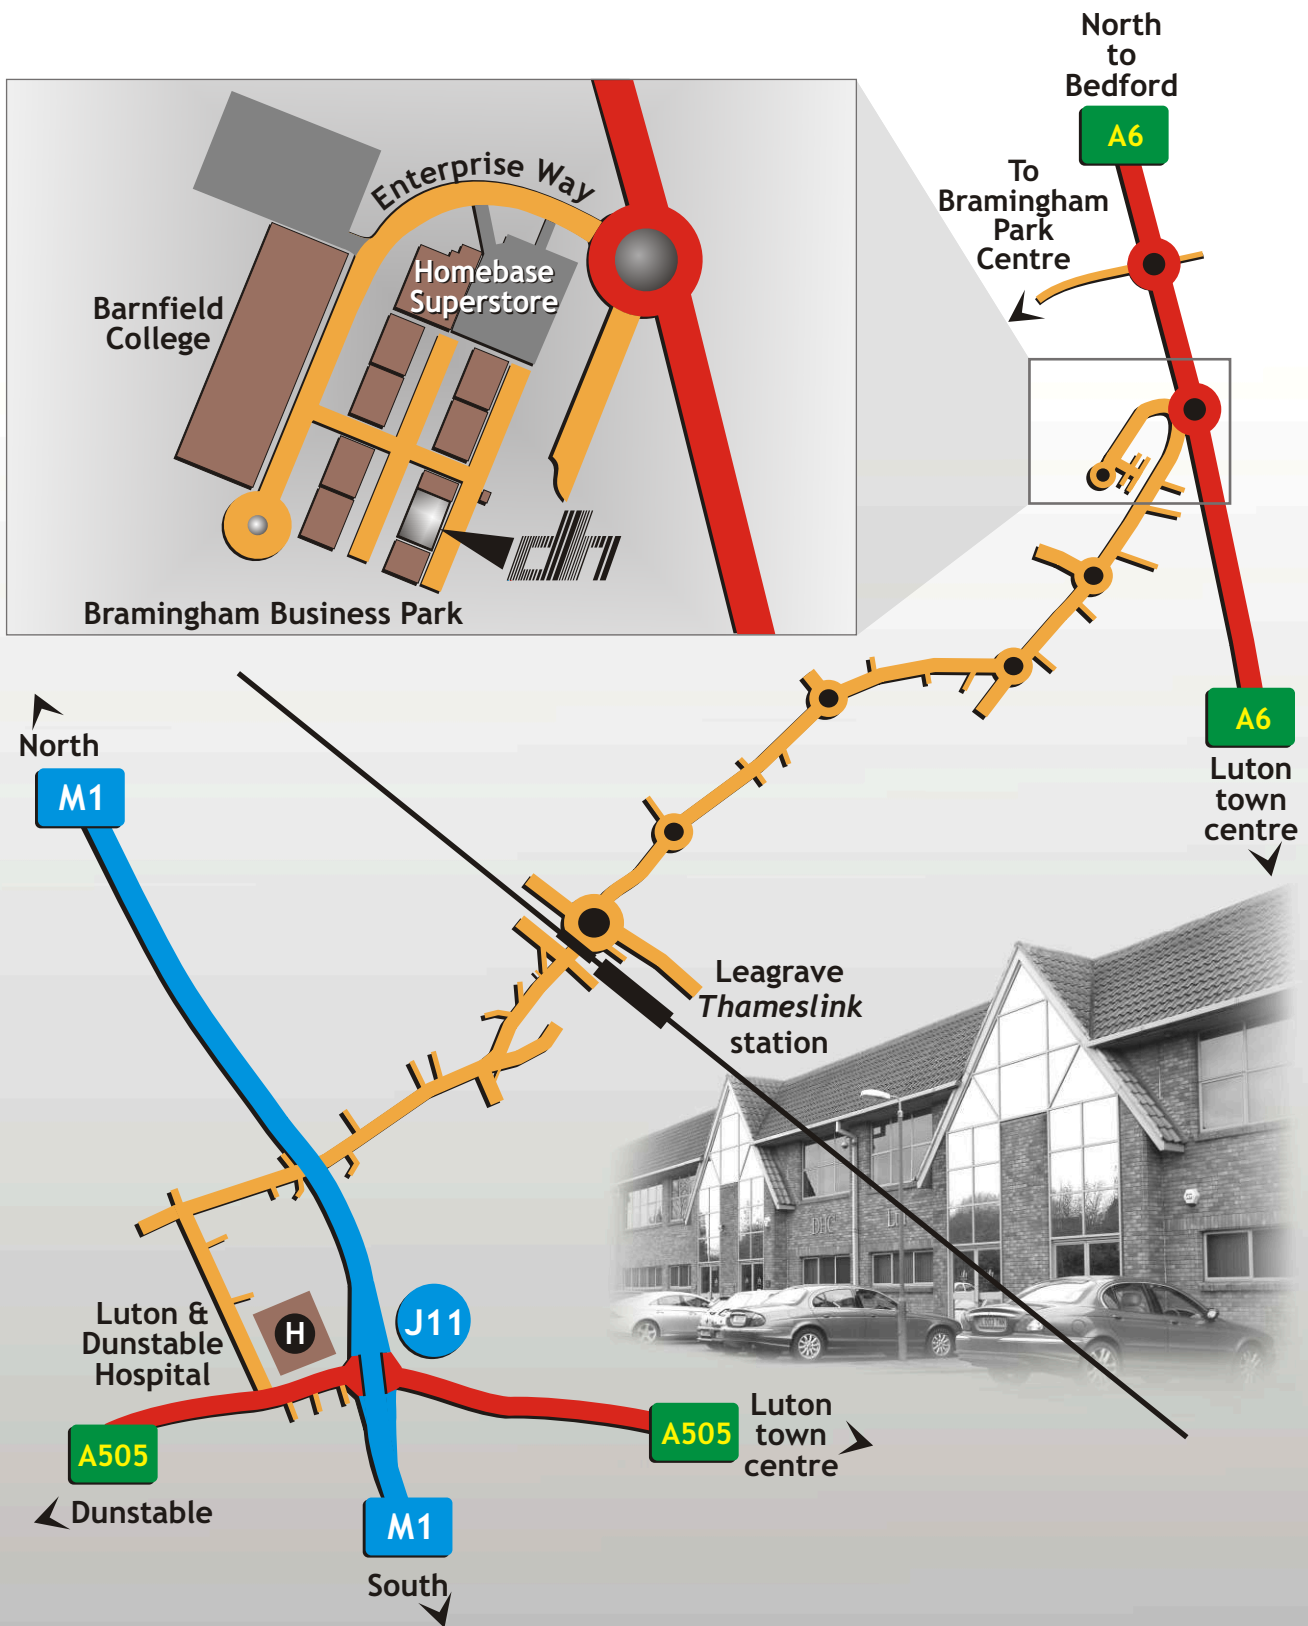 North
to
Bedford
A6
To
Bramingham
Park
Centre
Enterprise Way
Homebase
Superstore
Barnfield
College
Bramingham Business Park
A6
Luton
town
centre
North
M1
Leagrave
Thameslink
station
J11
Luton &
Dunstable
Hospital
H
A505
Dunstable
A505
Luton
town
centre
M1
South